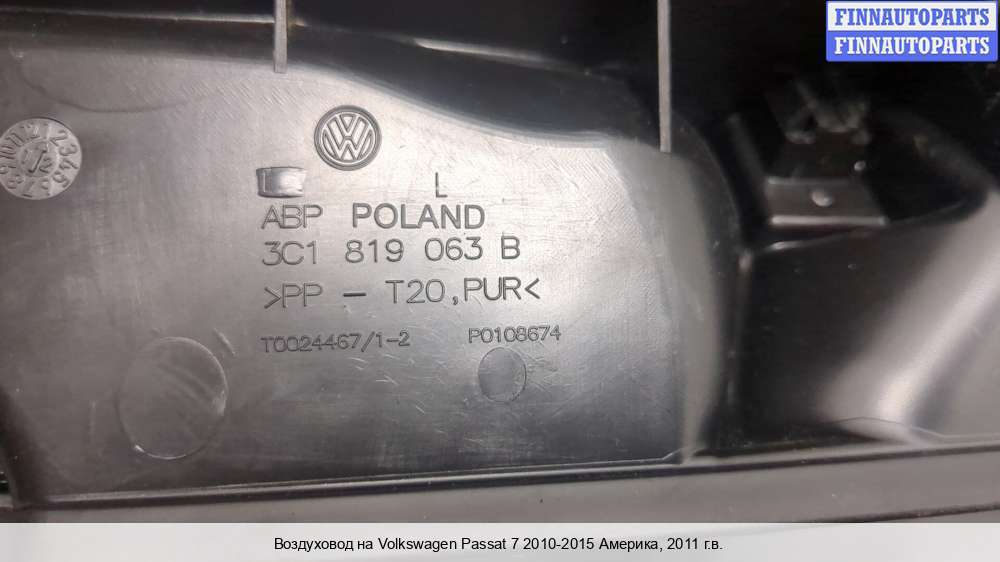 FINNAUTOPARTS
FINNAUTOPARTS
L
ABP POLAND
3C1 819 063 B
>PP - T20, PUR<
T0024467/1-2 P0108674
Воздуховод на Volkswagen Passat 7 2010-2015 Америка, 2011 г.в.